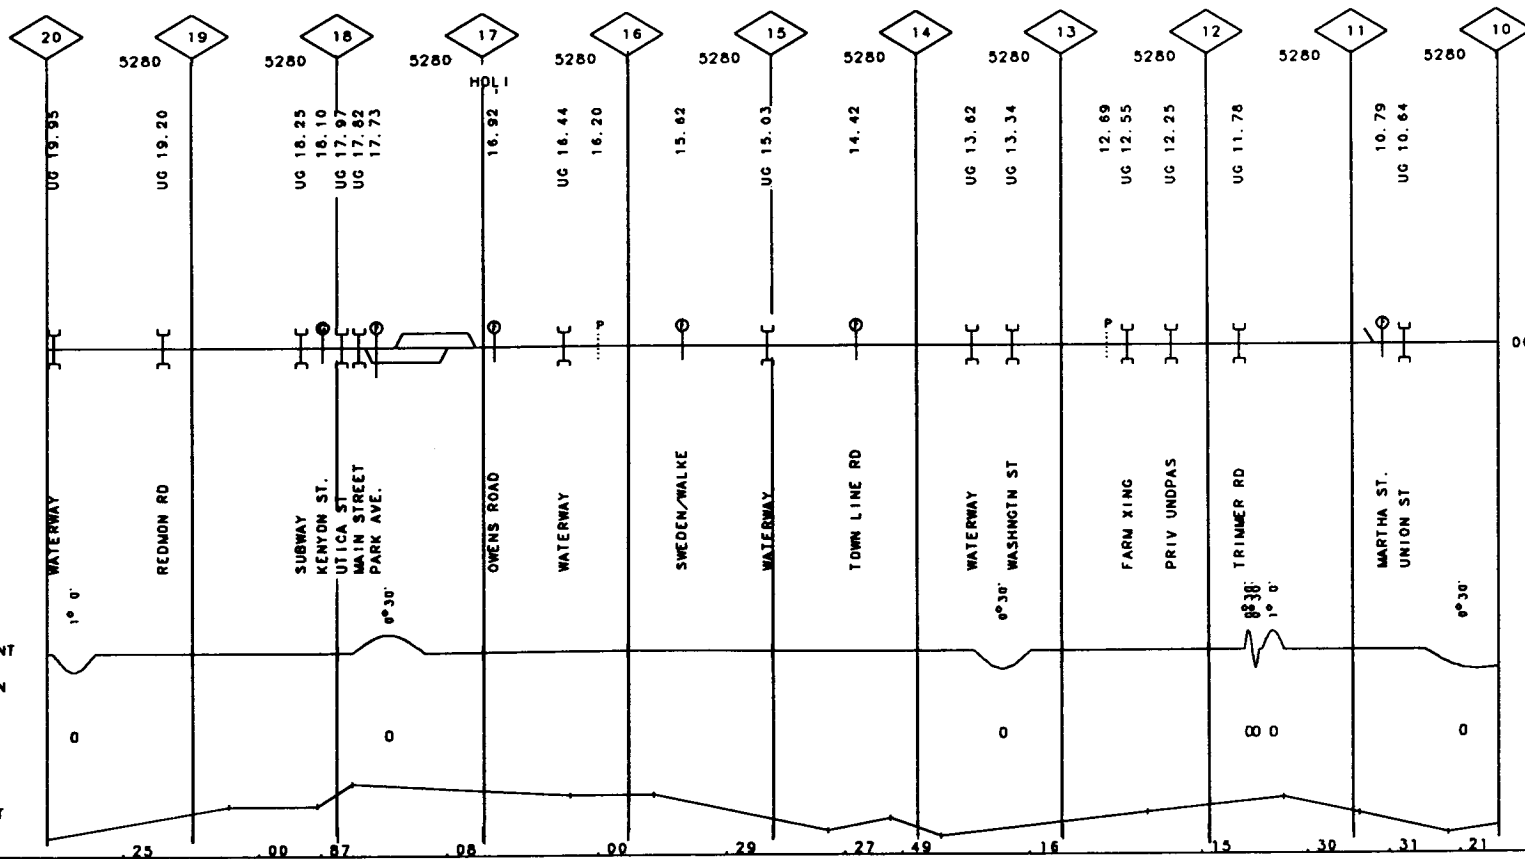 20 19 18 17 16 15 14 13 12 11 10
5280 5280 5280 5280 5280 5280 5280 5280 5280 5280
HOLI
UG 19.95
UG 19.20
UG 18.25
18.10
UG 17.97
UG 17.82
17.73
16.92
UG 16.44
16.20
15.62
UG 15.03
14.42
UG 13.62
UG 13.34
12.69
UG 12.55
UG 12.25
UG 11.78
10.79
UG 10.64
P P
WATERWAY
REDMON RD
SUBWAY
KENYON ST.
UTICA ST
MAIN STREET
PARK AVE.
OWENS ROAD
WATERWAY
SWEDEN/WALKE
WATERWAY
TOWN LINE RD
WATERWAY
WASHNGTN ST
FARM XING
PRIV UNDPAS
TRIMMER RD
MARTHA ST.
UNION ST
1° 0'
0°30'
0°30'
0°30'
1° 0'
0°30'
NT
N
0 0 0 00 0 0
T
.25 .00 .87 .08 .00 .29 .27 .49 .16 .15 .30 .31 .21